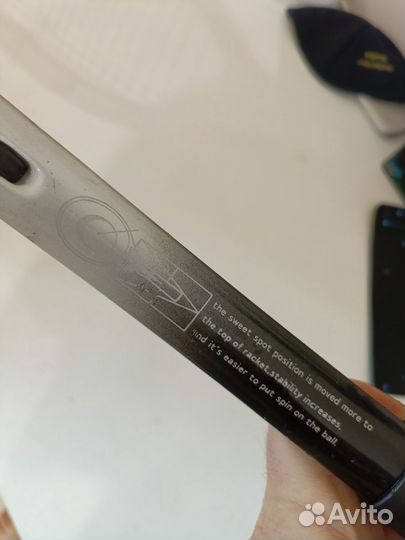 the sweet spot position is moved more to
the top of racket,stability increases,
and it's easier to put spin on the ball.
Avito